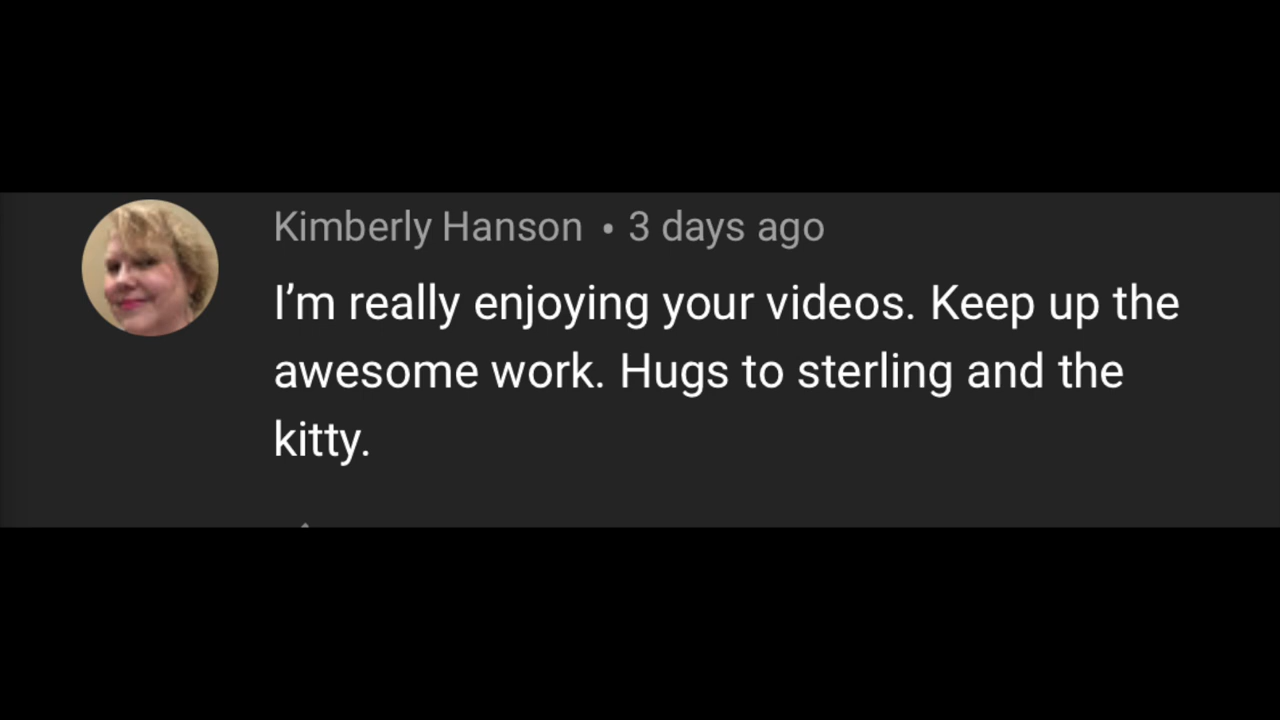 Kimberly Hanson • 3 days ago
I’m really enjoying your videos. Keep up the
awesome work. Hugs to sterling and the
kitty.